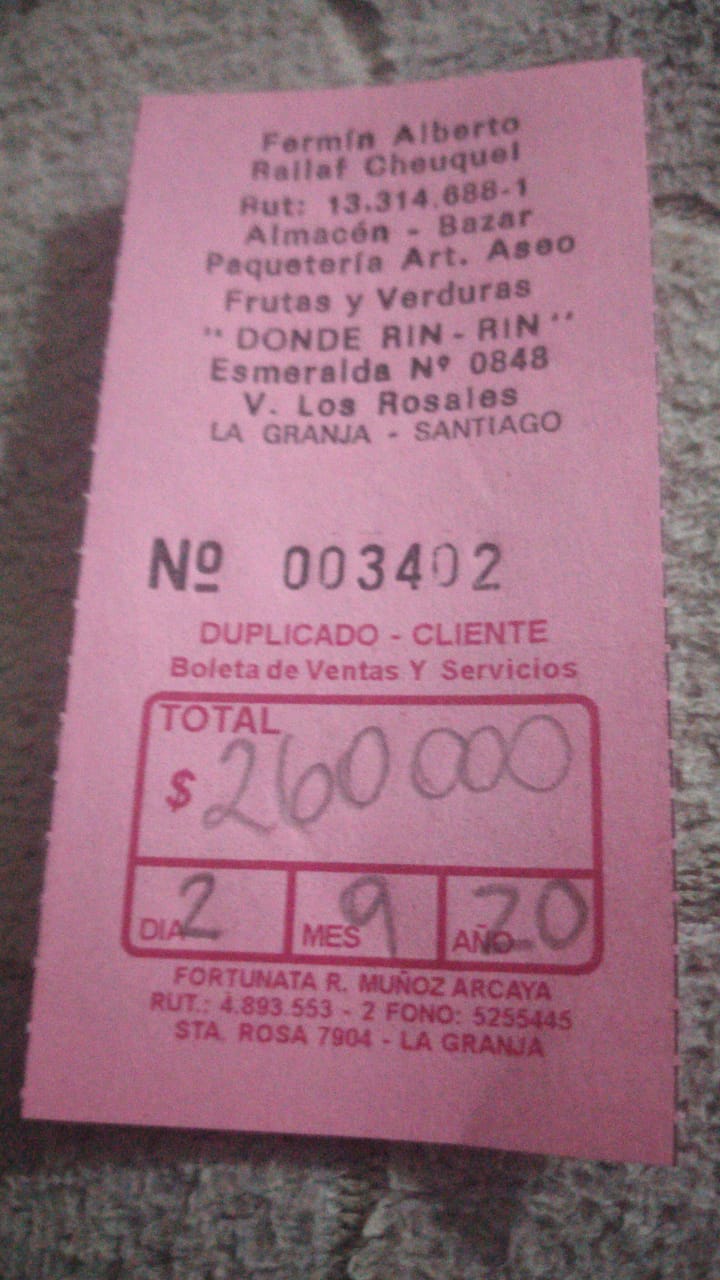 Fermín Alberto
Railaf Cheuquel
Rut: 13.314.688-1
Almacén - Bazar
Paquetería Art. Aseo
Frutas y Verduras
" DONDE RIN - RIN "
Esmeralda Nº 0848
V. Los Rosales
LA GRANJA - SANTIAGO
Nº 003402
DUPLICADO - CLIENTE
Boleta de Ventas Y Servicios
TOTAL
$ 260000
DIA 2 MES 9 AÑO 20
FORTUNATA R. MUÑOZ ARCAYA
RUT.: 4.893.553 - 2 FONO: 5255445
STA. ROSA 7904 - LA GRANJA